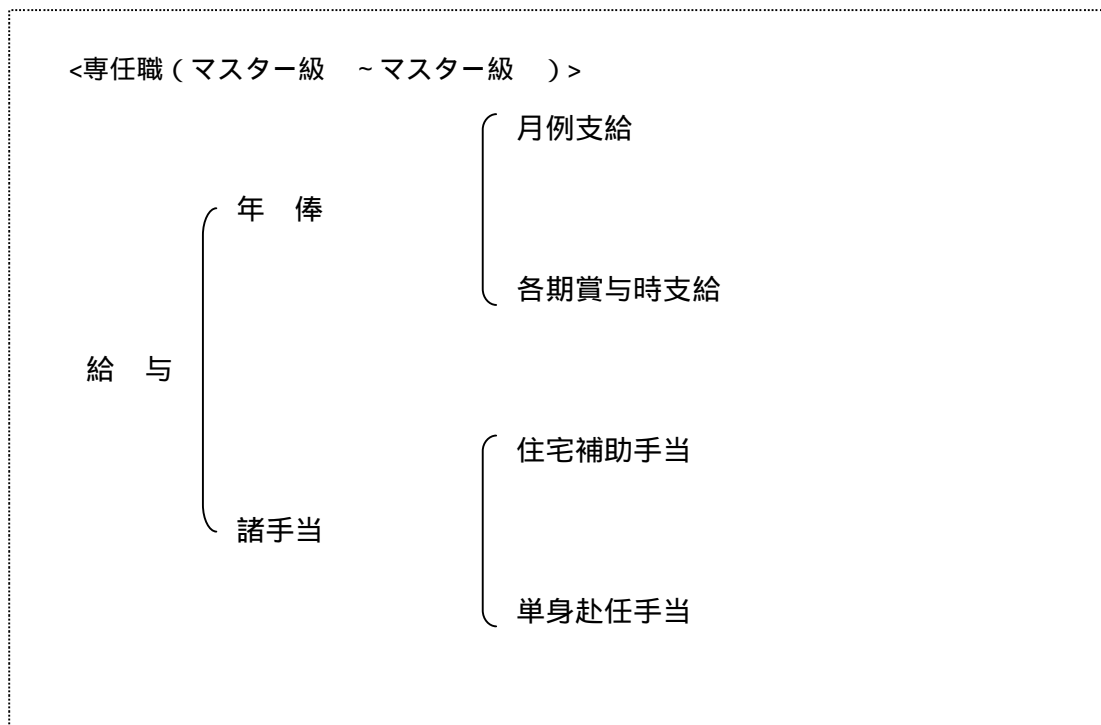 <専任職（マスター級　~マスター級　）>
月例支給
年　俸
各期賞与時支給
給　与
住宅補助手当
諸手当
単身赴任手当